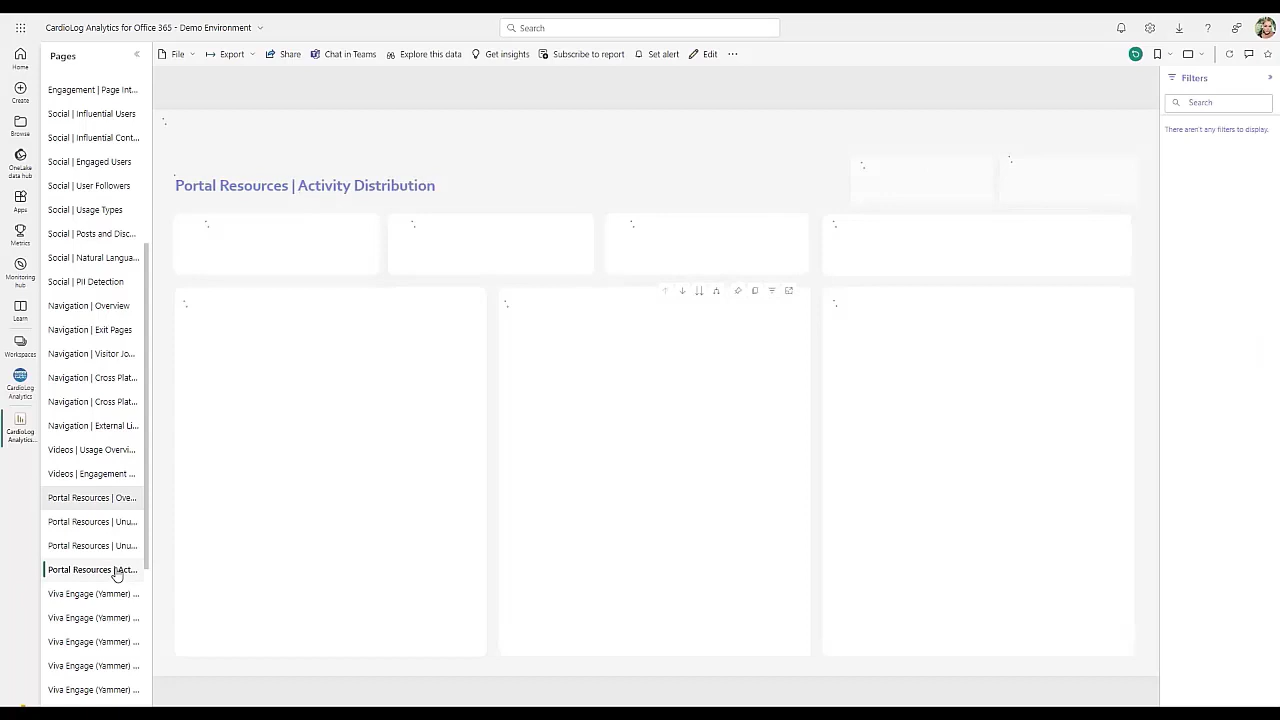 CardioLog Analytics for Office 365 - Demo Environment
Search
Home
Create
Browse
OneLake
data hub
Apps
Metrics
Monitoring
hub
Learn
Workspaces
CardioLog
Analytics
CardioLog
Analytics...
Pages
Engagement | Page Int...
Social | Influential Users
Social | Influential Cont...
Social | Engaged Users
Social | User Followers
Social | Usage Types
Social | Posts and Disc...
Social | Natural Langua...
Social | PII Detection
Navigation | Overview
Navigation | Exit Pages
Navigation | Visitor Jo...
Navigation | Cross Plat...
Navigation | Cross Plat...
Navigation | External Li...
Videos | Usage Overvi...
Videos | Engagement ...
Portal Resources | Ove...
Portal Resources | Unu...
Portal Resources | Unu...
Portal Resources | Act...
Viva Engage (Yammer) ...
Viva Engage (Yammer) ...
Viva Engage (Yammer) ...
Viva Engage (Yammer) ...
Viva Engage (Yammer) ...
File Export Share Chat in Teams Explore this data Get insights Subscribe to report Set alert Edit ...
Portal Resources | Activity Distribution
Filters
Search
There aren't any filters to display.